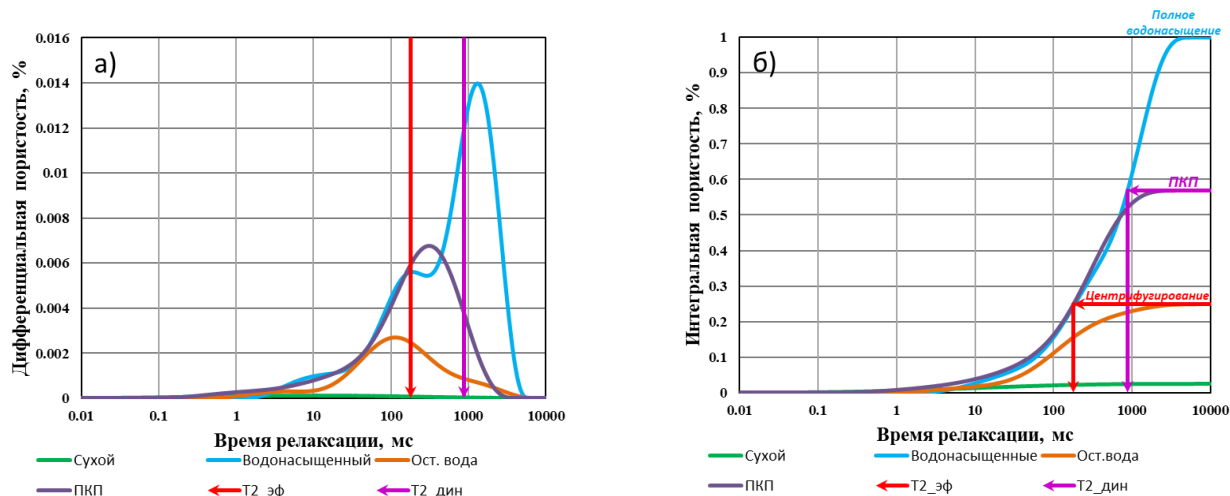 а)
Дифференциальная пористость, %
0.016
0.014
0.012
0.01
0.008
0.006
0.004
0.002
0
0.01 0.1 1 10 100 1000 10000
Время релаксации, мс
Сухой Водонасыщенный Ост. вода
ПКП Т2_эф Т2_дин
б)
Полное
водонасыщение
Интегральная пористость, %
1
0.9
0.8
0.7
0.6
ПКП
0.5
0.4
0.3
Центрифугирование
0.2
0.1
0
0.01 0.1 1 10 100 1000 10000
Время релаксации, мс
Сухой Водонасыщенные Ост.вода
ПКП Т2_эф Т2_дин